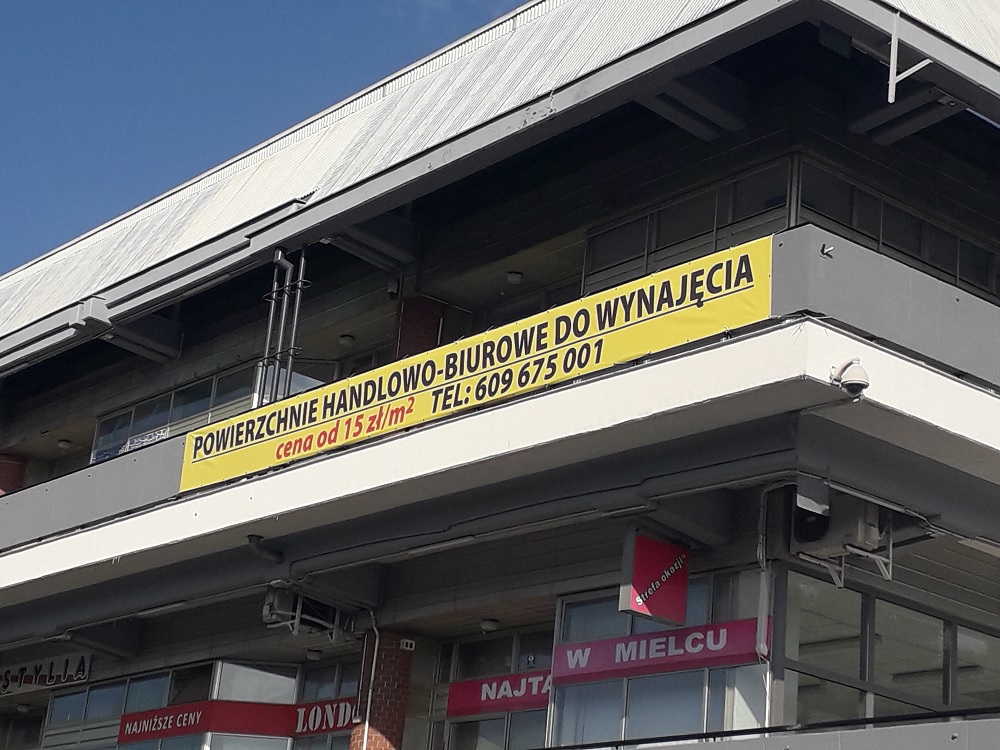 POWIERZCHNIE HANDLOWO-BIUROWE DO WYNAJĘCIA
cena od 15 zł/m² TEL: 609 675 001
Strefa okazji
W MIELCU
NAJTA
STYLIA
NAJNIŻSZE CENY
LOND